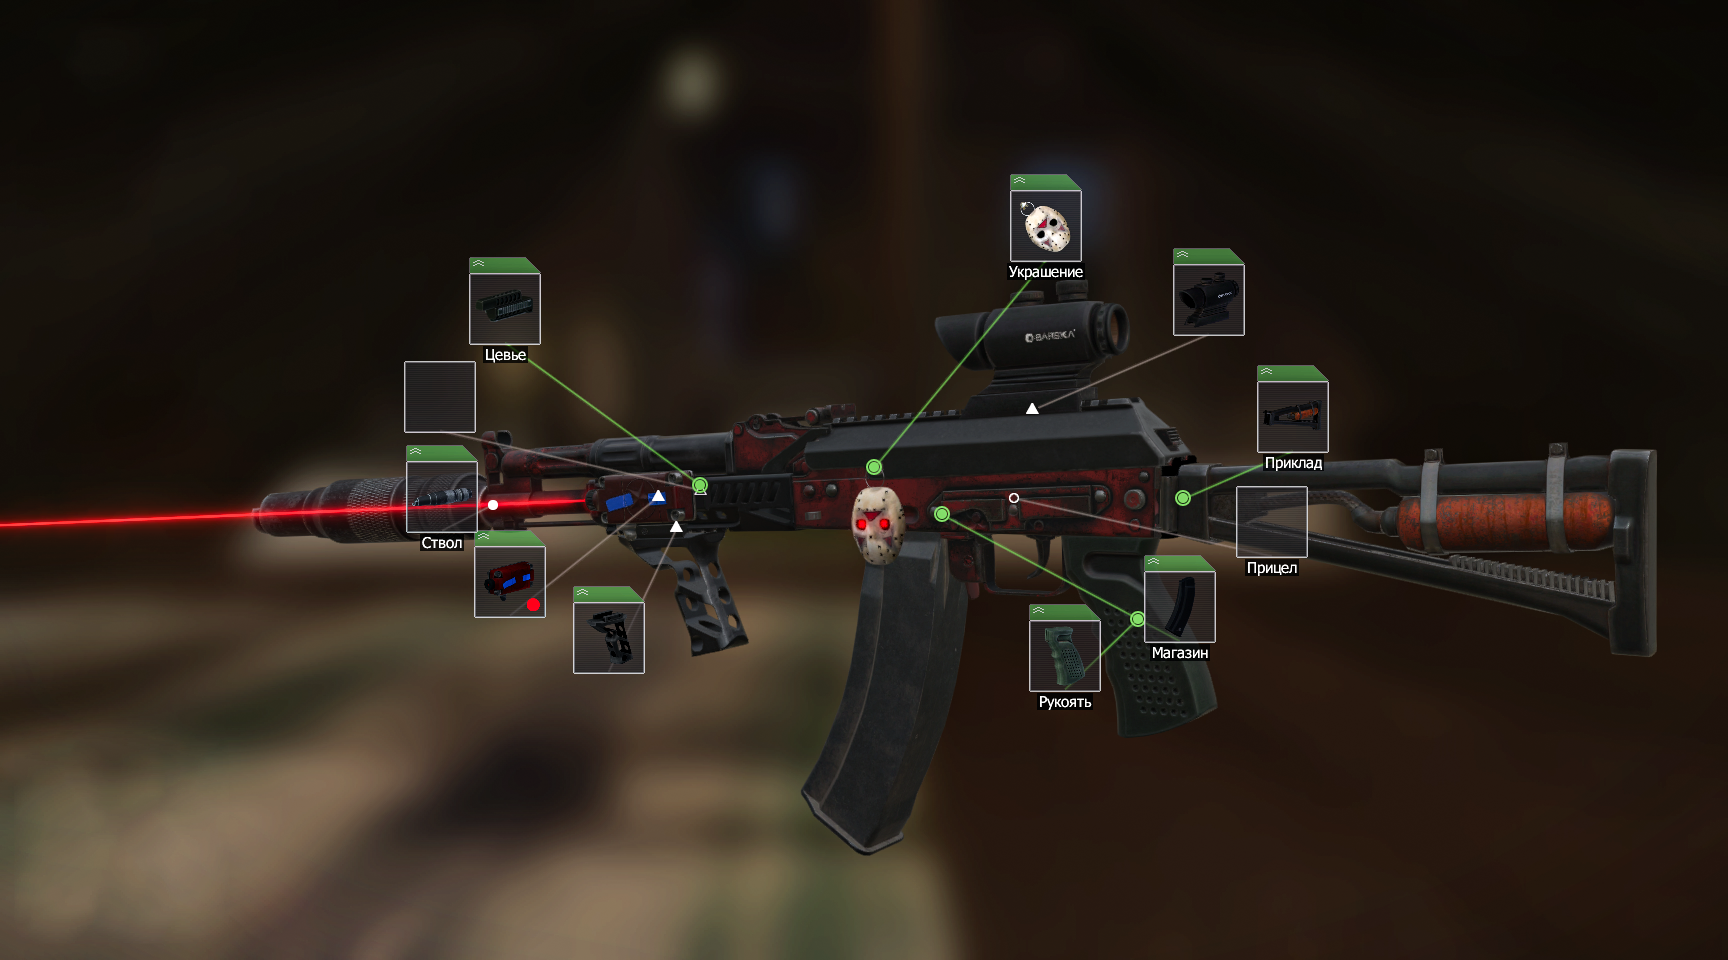 Украшение
BARSKA
Цевье
Приклад
Ствол
Прицел
Магазин
Рукоять